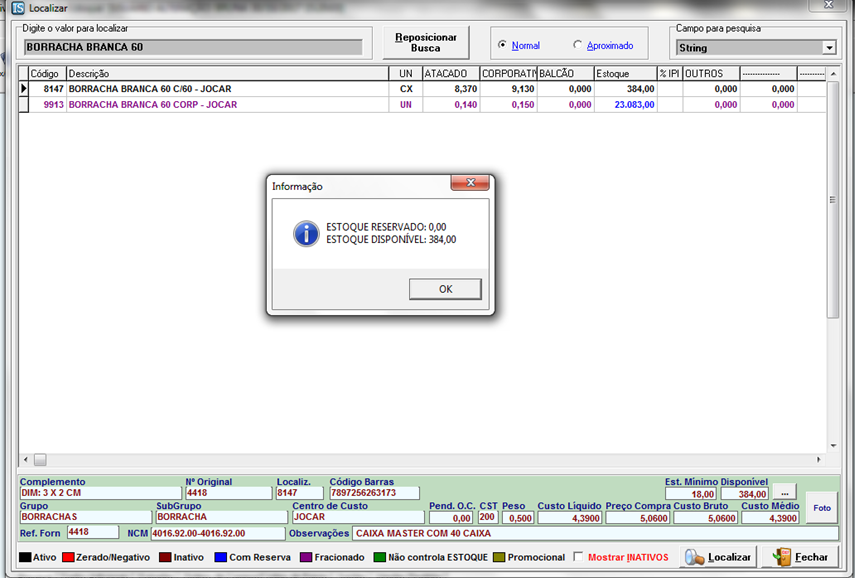 IS Localizar
Digite o valor para localizar
BORRACHA BRANCA 60
Reposicionar
Busca
Normal Aproximado
Campo para pesquisa
String
Código Descrição UN ATACADO CORPORATIV BALCÃO Estoque % IPI OUTROS -------------- ---------
8147 BORRACHA BRANCA 60 C/60 - JOCAR CX 8,370 9,130 0,000 384,00 0,000 0,000
9913 BORRACHA BRANCA 60 CORP - JOCAR UN 0,140 0,150 0,000 23.083,00 0,000 0,000
Informação
ESTOQUE RESERVADO: 0,00
ESTOQUE DISPONÍVEL: 384,00
OK
Complemento Nº Original Localiz. Código Barras Est. Mínimo Disponível
DIM: 3 X 2 CM 4418 8147 7897256263173 18,00 384,00 ...
Grupo SubGrupo Centro de Custo Pend. O.C. CST Peso Custo Líquido Preço Compra Custo Bruto Custo Médio Foto
BORRACHAS BORRACHA JOCAR 0,00 200 0,500 4,3900 5,0600 5,0600 4,3900
Ref. Forn 4418 NCM 4016.92.00-4016.92.00 Observações CAIXA MASTER COM 40 CAIXA
Ativo Zerado/Negativo Inativo Com Reserva Fracionado Não controla ESTOQUE Promocional Mostrar INATIVOS Localizar Fechar